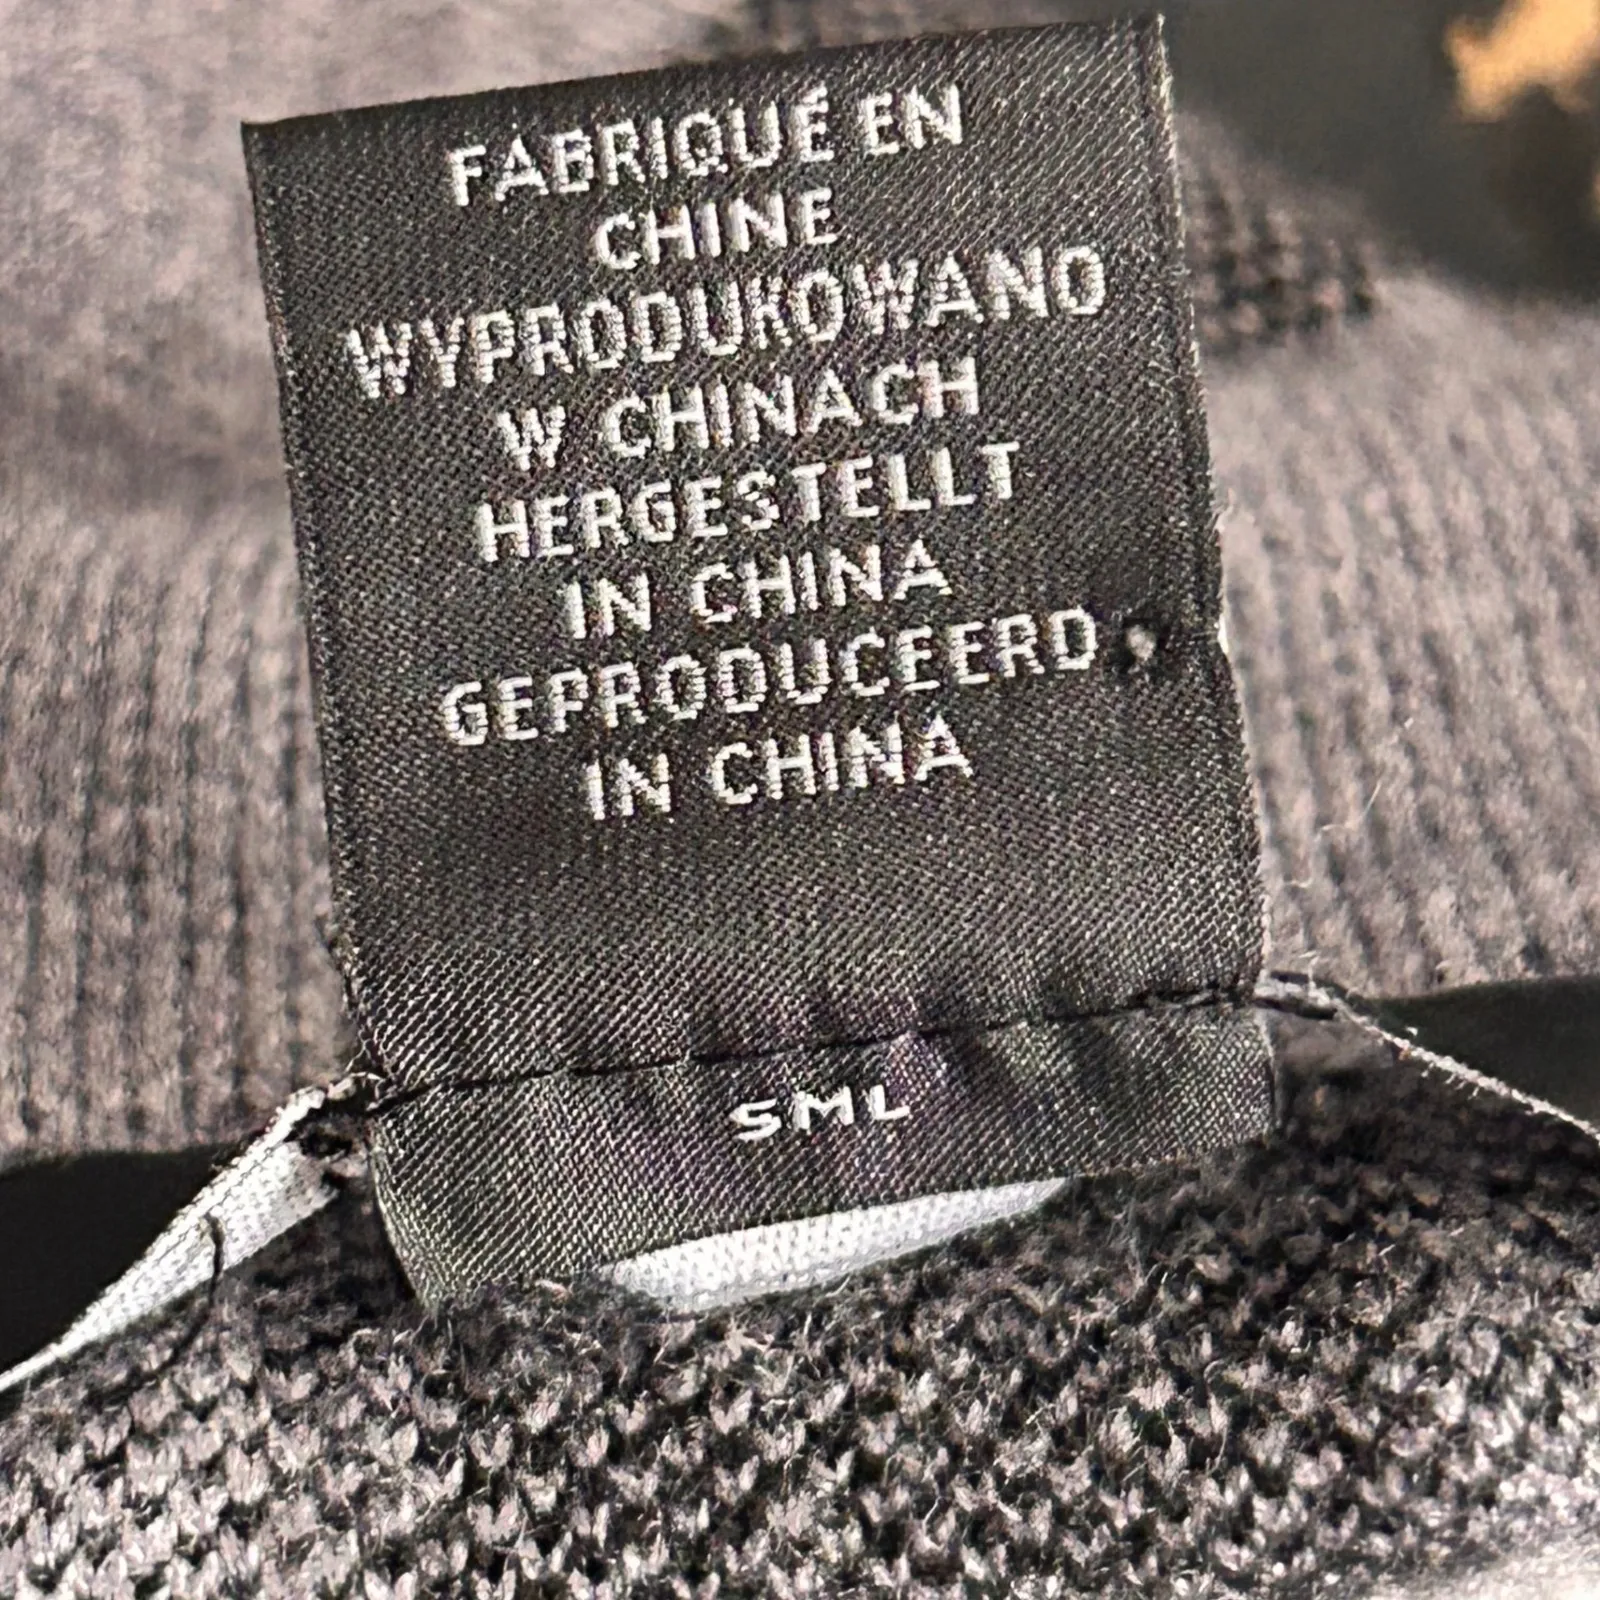 FABRIQUÉ EN
CHINE
WYPRODUKOWANO
W CHINACH
HERGESTELLT
IN CHINA
GEPRODUCEERD
IN CHINA
SML